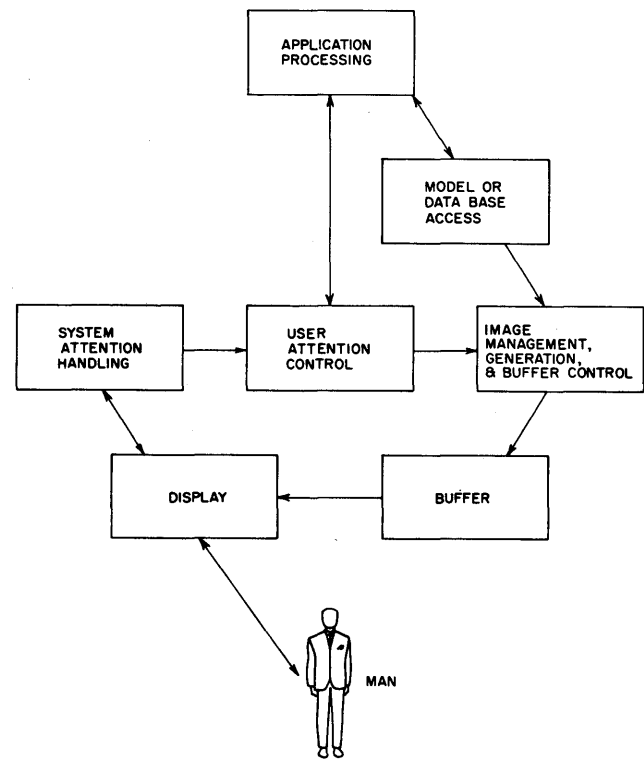 APPLICATION
PROCESSING
MODEL OR
DATA BASE
ACCESS
SYSTEM
ATTENTION
HANDLING
USER
ATTENTION
CONTROL
IMAGE
MANAGEMENT,
GENERATION,
& BUFFER CONTROL
DISPLAY
BUFFER
MAN